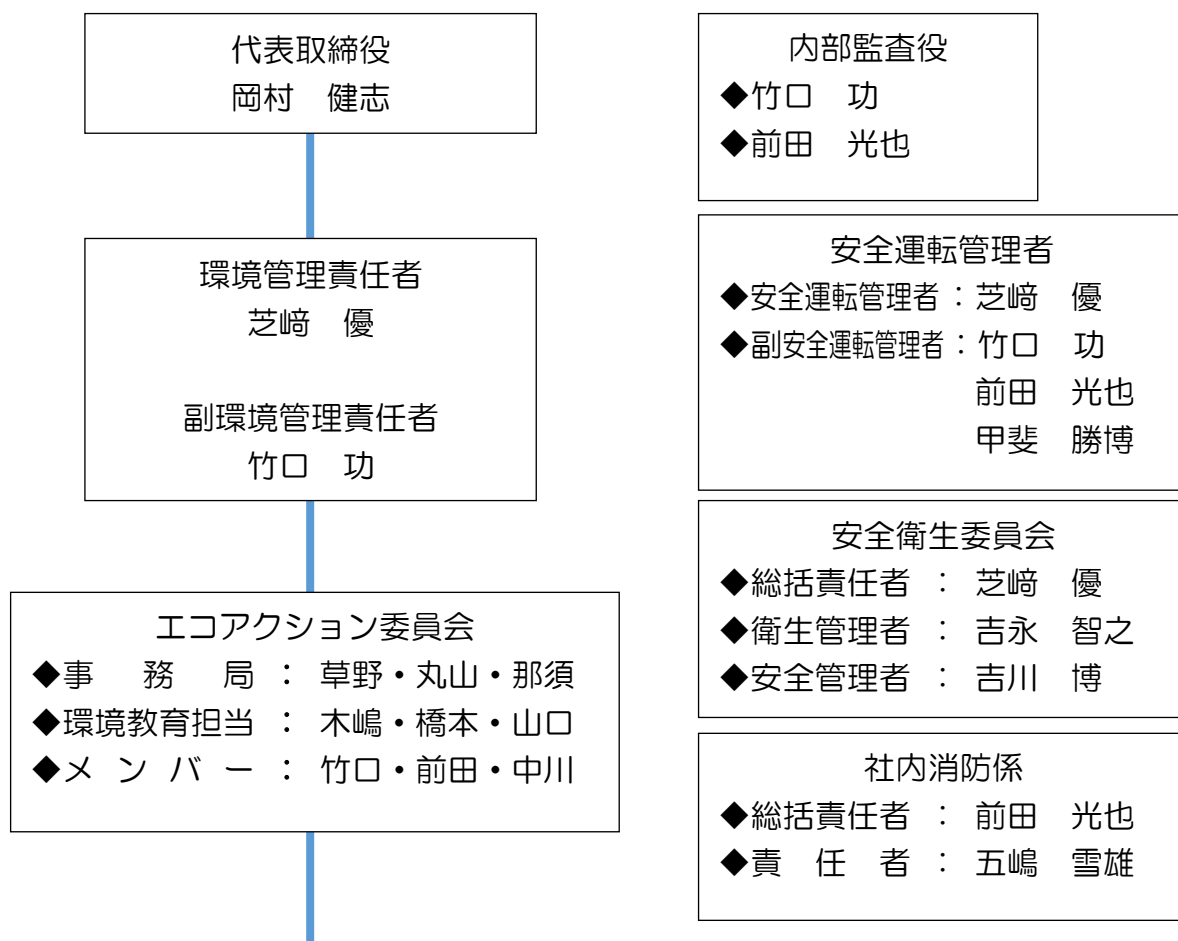 代表取締役
岡村　健志
環境管理責任者
芝﨑　優
副環境管理責任者
竹口　功
エコアクション委員会
◆事　務　局　：　草野・丸山・那須
◆環境教育担当　：　木嶋・橋本・山口
◆メ　ン　バ　ー　：　竹口・前田・中川
内部監査役
◆竹口　功
◆前田　光也
安全運転管理者
◆安全運転管理者：芝﨑　優
◆副安全運転管理者：竹口　功
前田　光也
甲斐　勝博
安全衛生委員会
◆総括責任者　：　芝﨑　優
◆衛生管理者　：　吉永　智之
◆安全管理者　：　吉川　博
社内消防係
◆総括責任者　：　前田　光也
◆責　任　者　：　五嶋　雪雄